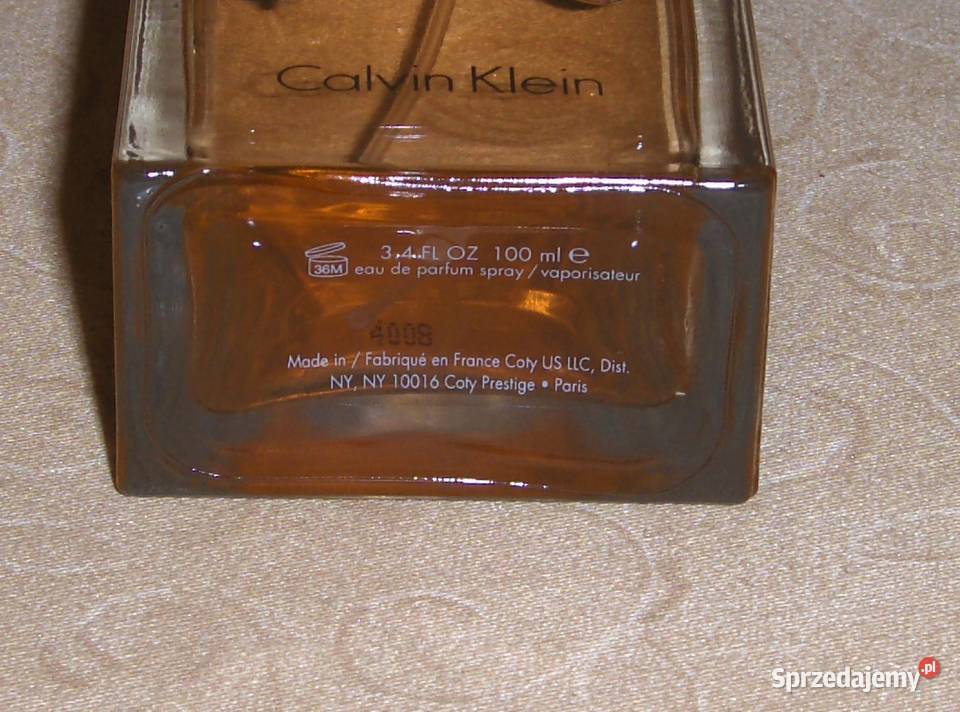 Calvin Klein
3.4 FL OZ 100 ml ℮
36M
eau de parfum spray / vaporisateur
4008
Made in / Fabriqué en France Coty US LLC, Dist.
NY, NY 10016 Coty Prestige • Paris
Sprzedajemy.pl